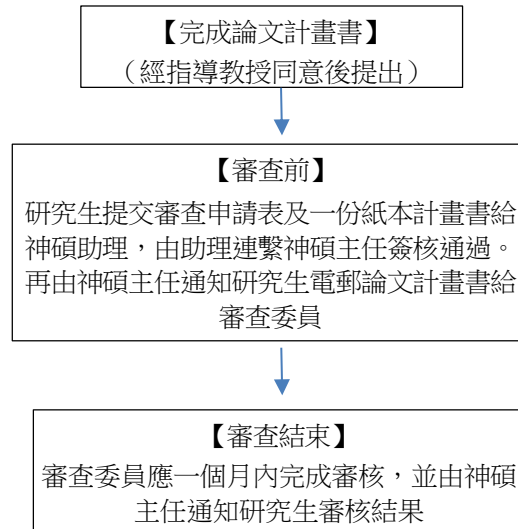 【完成論文計畫書】
（經指導教授同意後提出）
【審查前】
研究生提交審查申請表及一份紙本計畫書給
神碩助理，由助理連繫神碩主任簽核通過。
再由神碩主任通知研究生電郵論文計畫書給
審查委員
【審查結束】
審查委員應一個月內完成審核，並由神碩
主任通知研究生審核結果